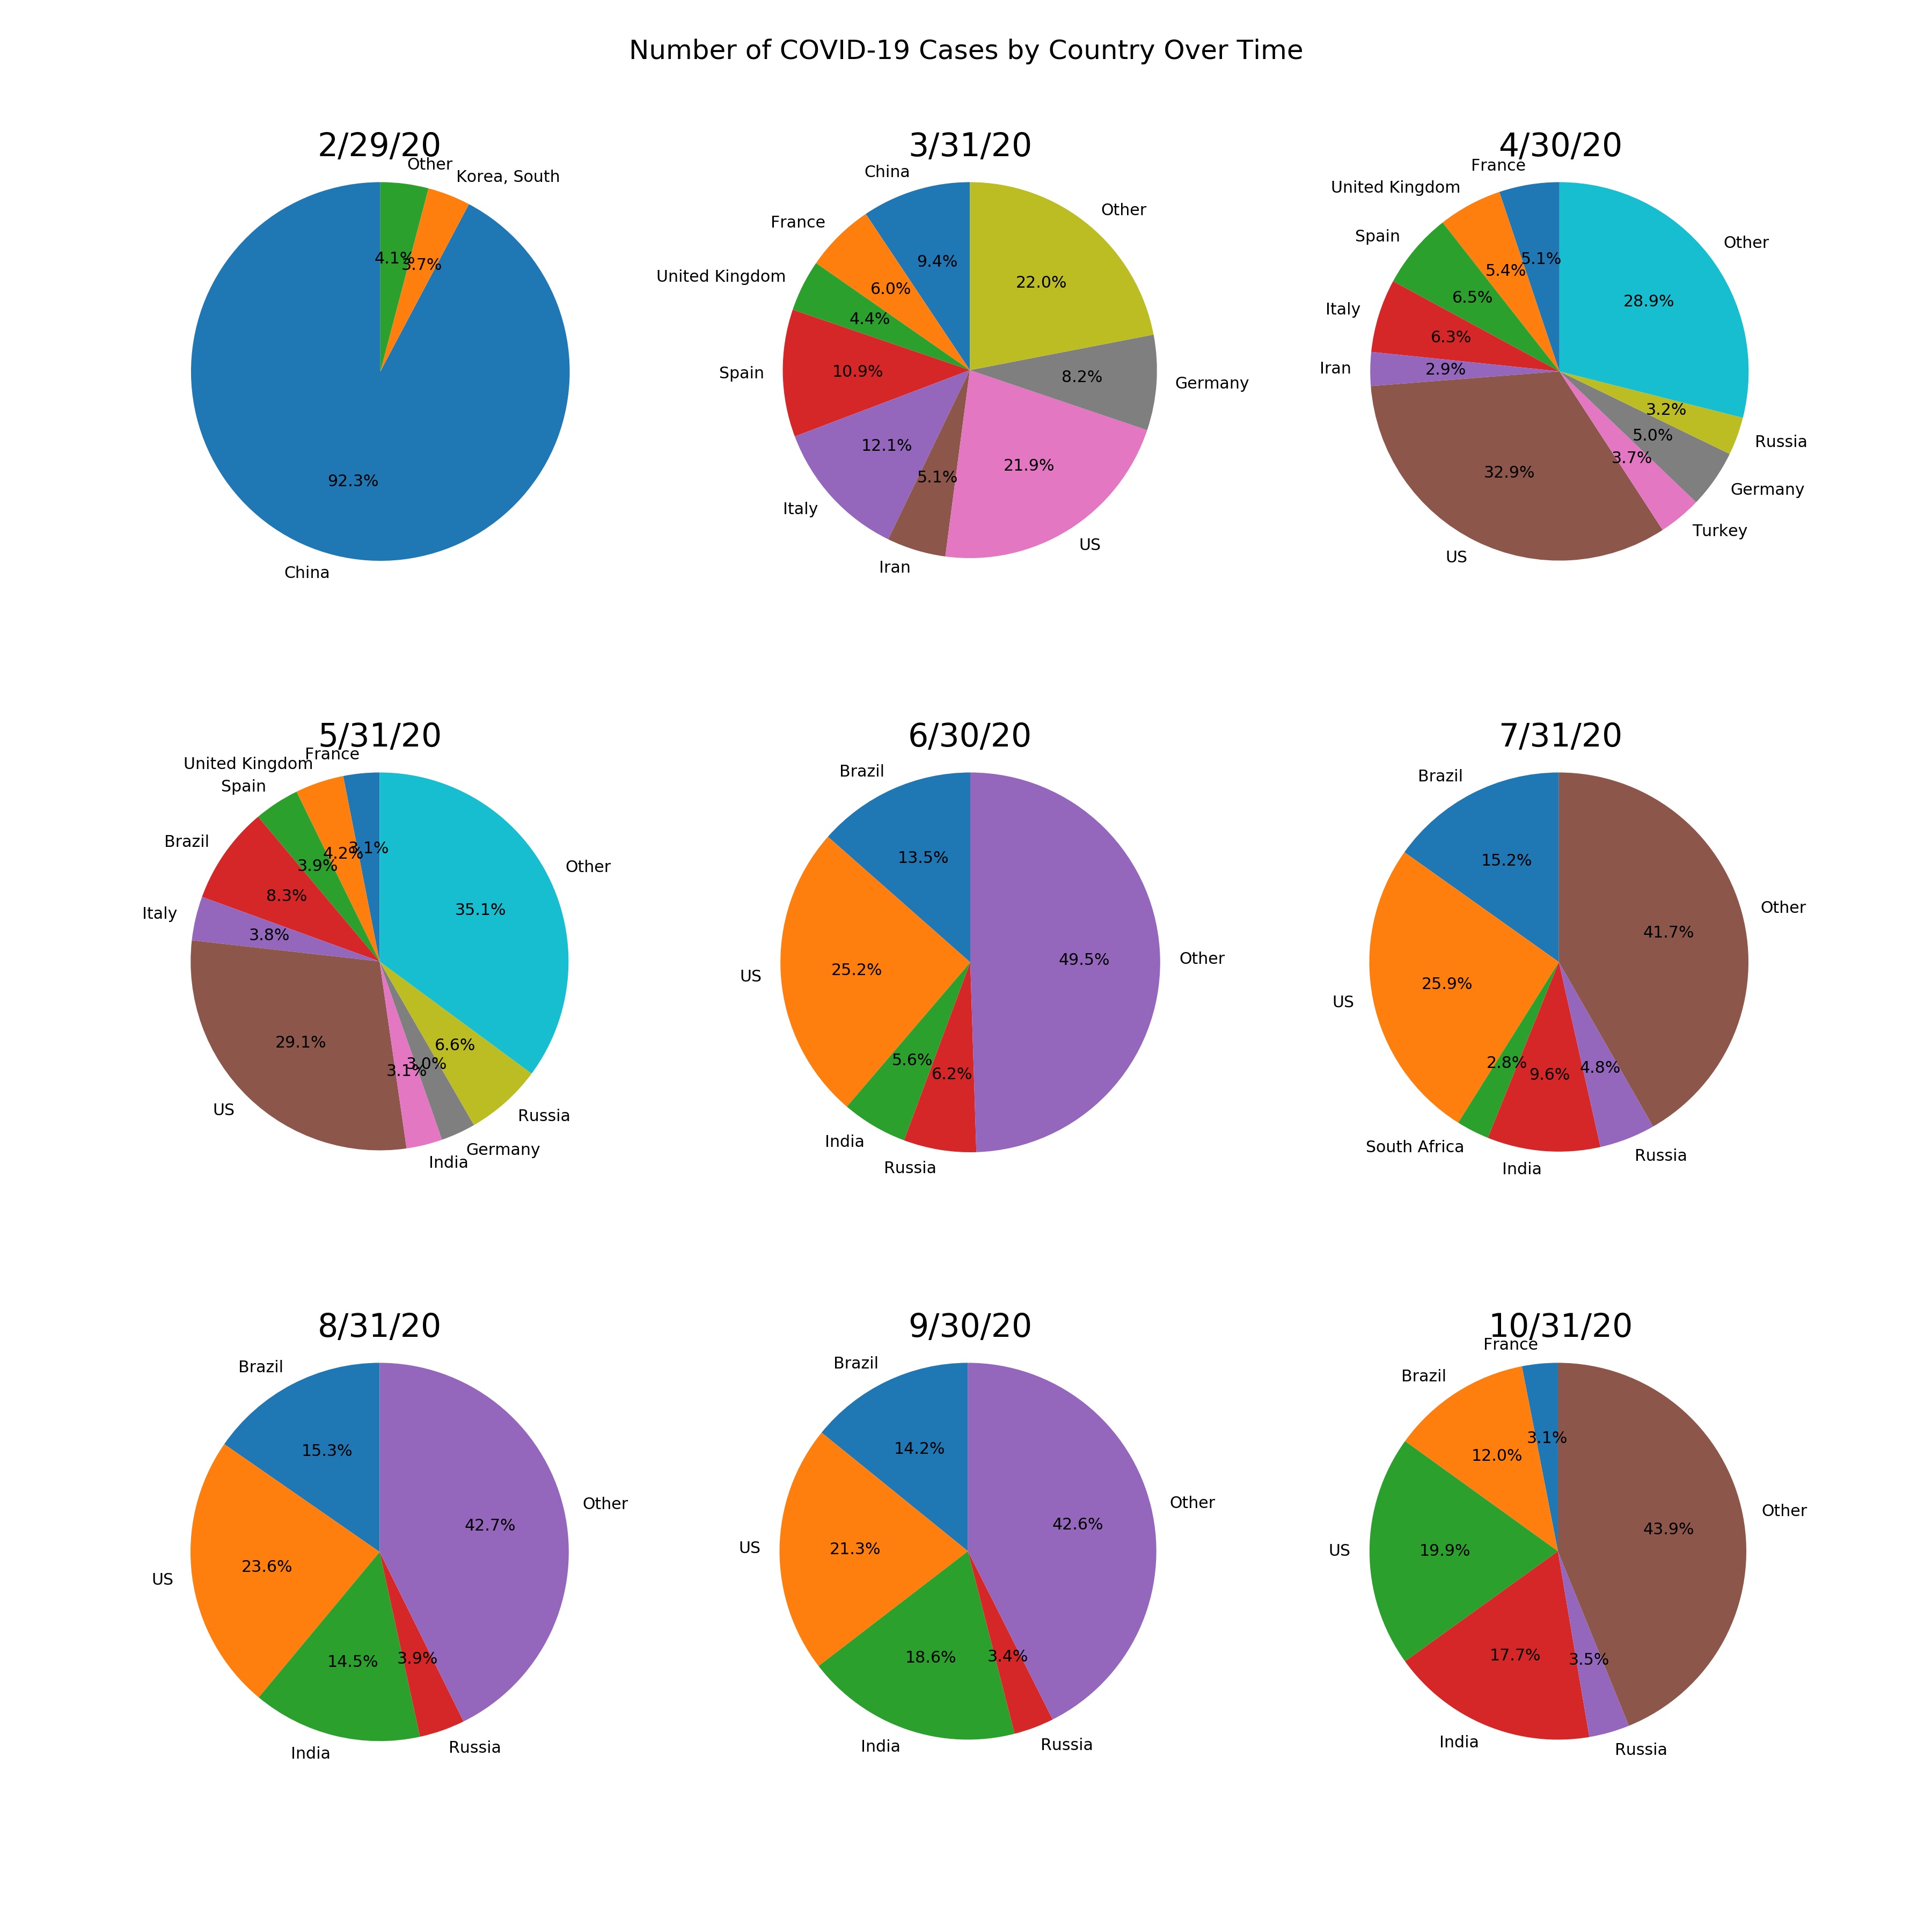 Number of COVID-19 Cases by Country Over Time
2/29/20
Other
Korea, South
4.1%
3.7%
92.3%
China
3/31/20
China
Other
France
United Kingdom
9.4%
22.0%
6.0%
4.4%
Spain
10.9%
8.2%
Germany
12.1%
5.1%
21.9%
Italy
US
Iran
4/30/20
France
United Kingdom
Spain
Other
5.1%
5.4%
6.5%
28.9%
Italy
6.3%
Iran
2.9%
3.2%
5.0%
3.7%
Russia
32.9%
Germany
Turkey
US
5/31/20
France
United Kingdom
Spain
Brazil
Other
3.1%
4.2%
3.9%
8.3%
35.1%
Italy
3.8%
29.1%
6.6%
3.0%
3.1%
US
Russia
Germany
India
6/30/20
Brazil
13.5%
49.5%
Other
US
25.2%
5.6%
6.2%
India
Russia
7/31/20
Brazil
15.2%
Other
41.7%
25.9%
US
2.8%
9.6%
4.8%
South Africa
Russia
India
8/31/20
Brazil
15.3%
Other
42.7%
23.6%
US
14.5%
3.9%
India
Russia
9/30/20
Brazil
14.2%
Other
42.6%
US
21.3%
18.6%
3.4%
India
Russia
10/31/20
France
Brazil
3.1%
12.0%
Other
43.9%
US
19.9%
17.7%
3.5%
India
Russia